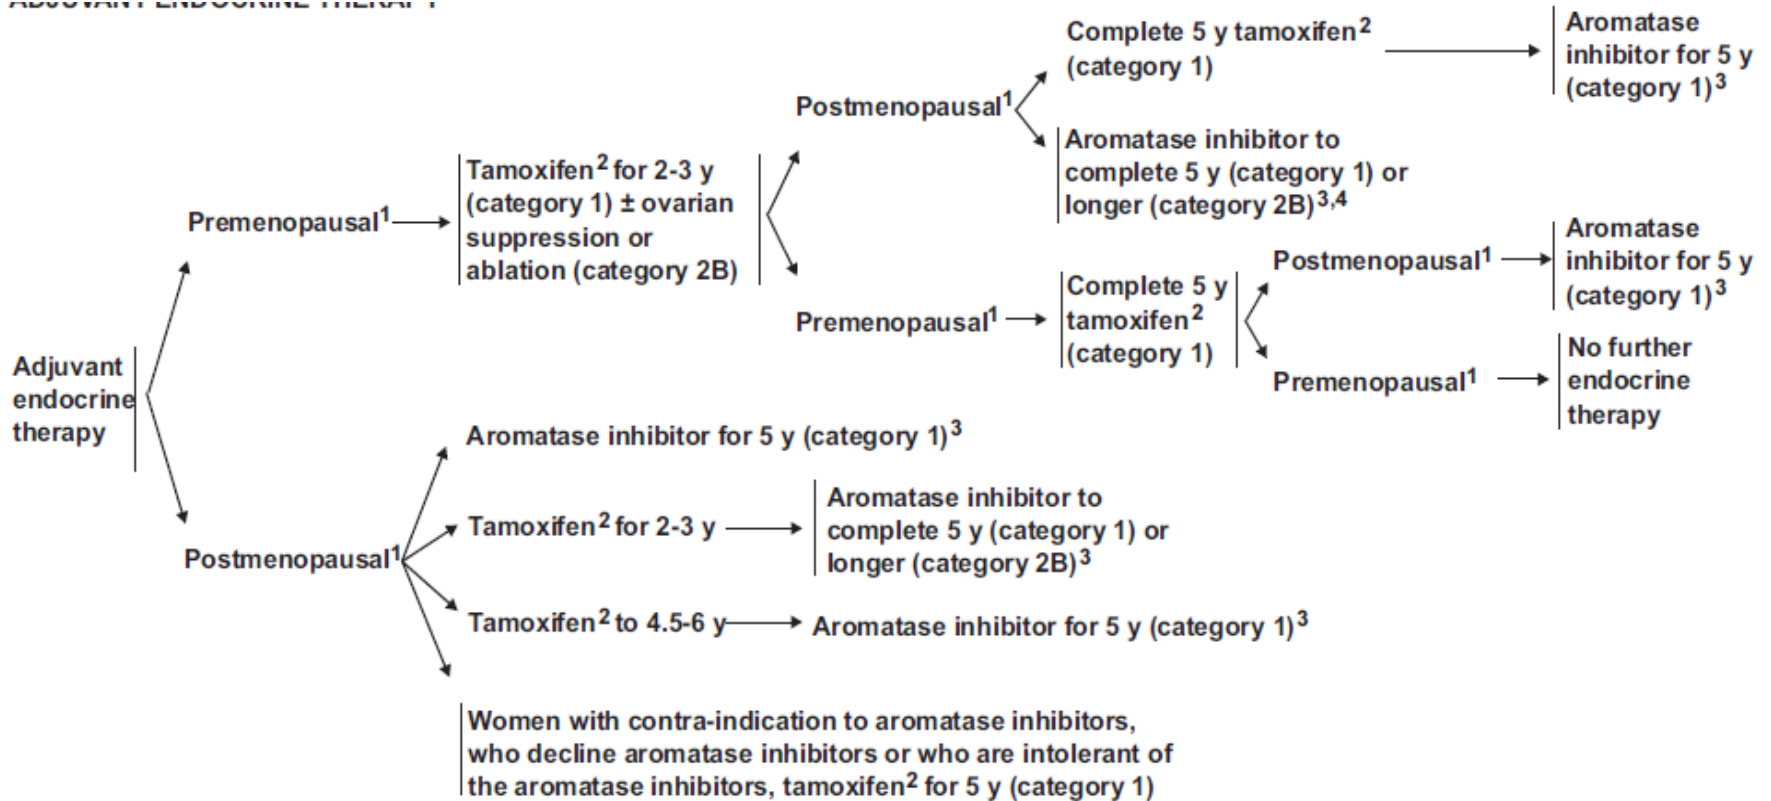 ADJUVANT ENDOCRINE THERAPY
Adjuvant
endocrine
therapy
Premenopausal1
Tamoxifen2 for 2-3 y
(category 1) ± ovarian
suppression or
ablation (category 2B)
Postmenopausal1
Complete 5 y tamoxifen2
(category 1)
Aromatase
inhibitor for 5 y
(category 1)3
Aromatase inhibitor to
complete 5 y (category 1) or
longer (category 2B)3,4
Premenopausal1
Complete 5 y
tamoxifen2
(category 1)
Postmenopausal1
Aromatase
inhibitor for 5 y
(category 1)3
Premenopausal1
No further
endocrine
therapy
Postmenopausal1
Aromatase inhibitor for 5 y (category 1)3
Tamoxifen2 for 2-3 y
Aromatase inhibitor to
complete 5 y (category 1) or
longer (category 2B)3
Tamoxifen2 to 4.5-6 y
Aromatase inhibitor for 5 y (category 1)3
Women with contra-indication to aromatase inhibitors,
who decline aromatase inhibitors or who are intolerant of
the aromatase inhibitors, tamoxifen2 for 5 y (category 1)